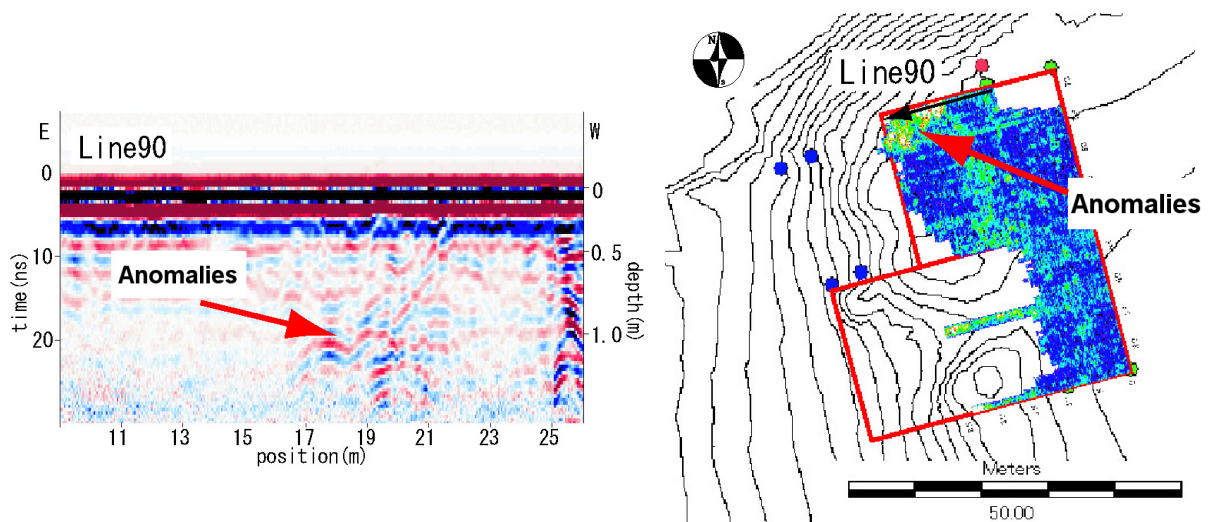 E
W
Line90
0
10
20
time(ns)
0
0.5
1.0
depth(m)
Anomalies
11 13 15 17 19 21 23 25
position(m)
N
S
Line90
Anomalies
Meters
50.00